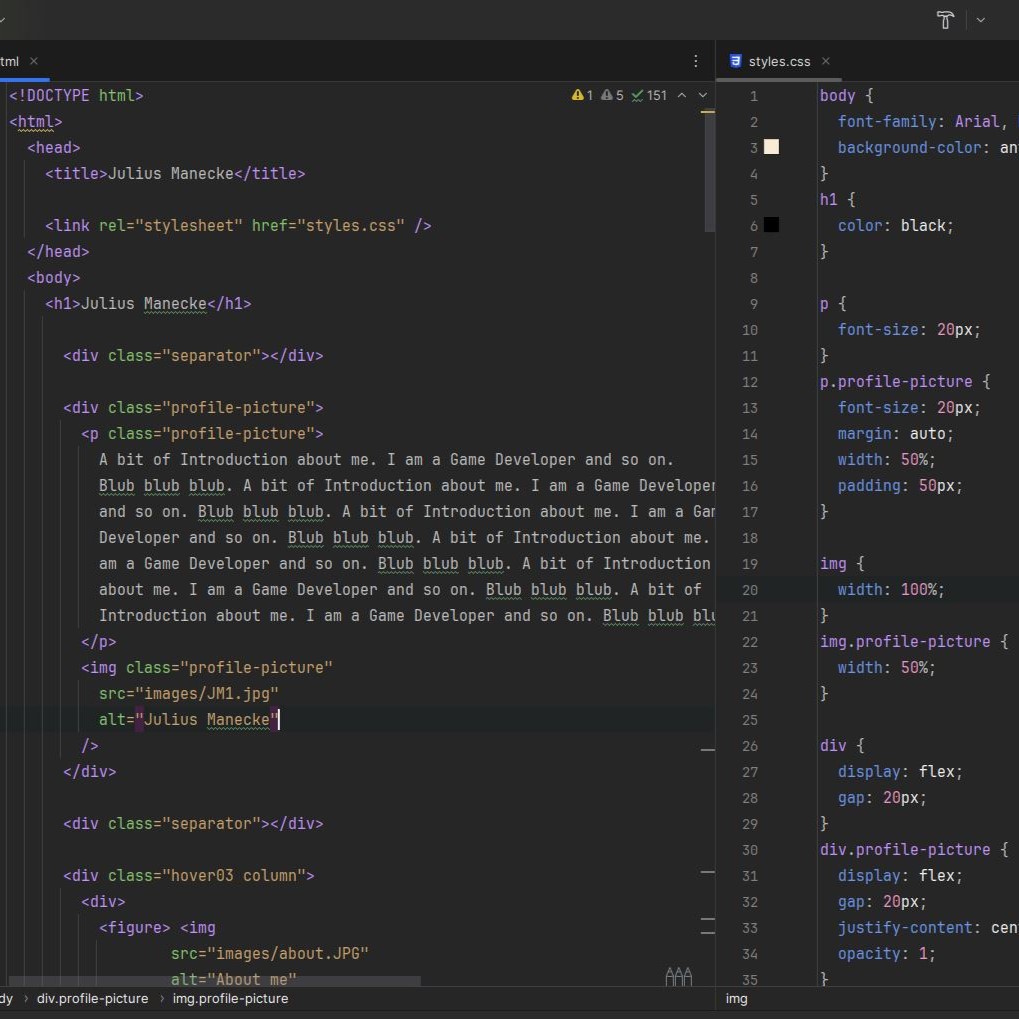 tml
<!DOCTYPE html>
1 5 151
<html>
<head>
<title>Julius Manecke</title>
<link rel="stylesheet" href="styles.css" />
</head>
<body>
<h1>Julius Manecke</h1>
<div class="separator"></div>
<div class="profile-picture">
<p class="profile-picture">
A bit of Introduction about me. I am a Game Developer and so on.
Blub blub blub. A bit of Introduction about me. I am a Game Developer
and so on. Blub blub blub. A bit of Introduction about me. I am a Gam
Developer and so on. Blub blub blub. A bit of Introduction about me.
am a Game Developer and so on. Blub blub blub. A bit of Introduction
about me. I am a Game Developer and so on. Blub blub blub. A bit of
Introduction about me. I am a Game Developer and so on. Blub blub blu
</p>
<img class="profile-picture"
src="images/JM1.jpg"
alt="Julius Manecke"
/>
</div>
<div class="separator"></div>
<div class="hover03 column">
<div>
<figure> <img
src="images/about.JPG"
alt="About me"
dy › div.profile-picture › img.profile-picture
styles.css
1 body {
2 font-family: Arial,
3 background-color: an
4 }
5 h1 {
6 color: black;
7 }
8
9 p {
10 font-size: 20px;
11 }
12 p.profile-picture {
13 font-size: 20px;
14 margin: auto;
15 width: 50%;
16 padding: 50px;
17 }
18
19 img {
20 width: 100%;
21 }
22 img.profile-picture {
23 width: 50%;
24 }
25
26 div {
27 display: flex;
28 gap: 20px;
29 }
30 div.profile-picture {
31 display: flex;
32 gap: 20px;
33 justify-content: cen
34 opacity: 1;
35 }
img